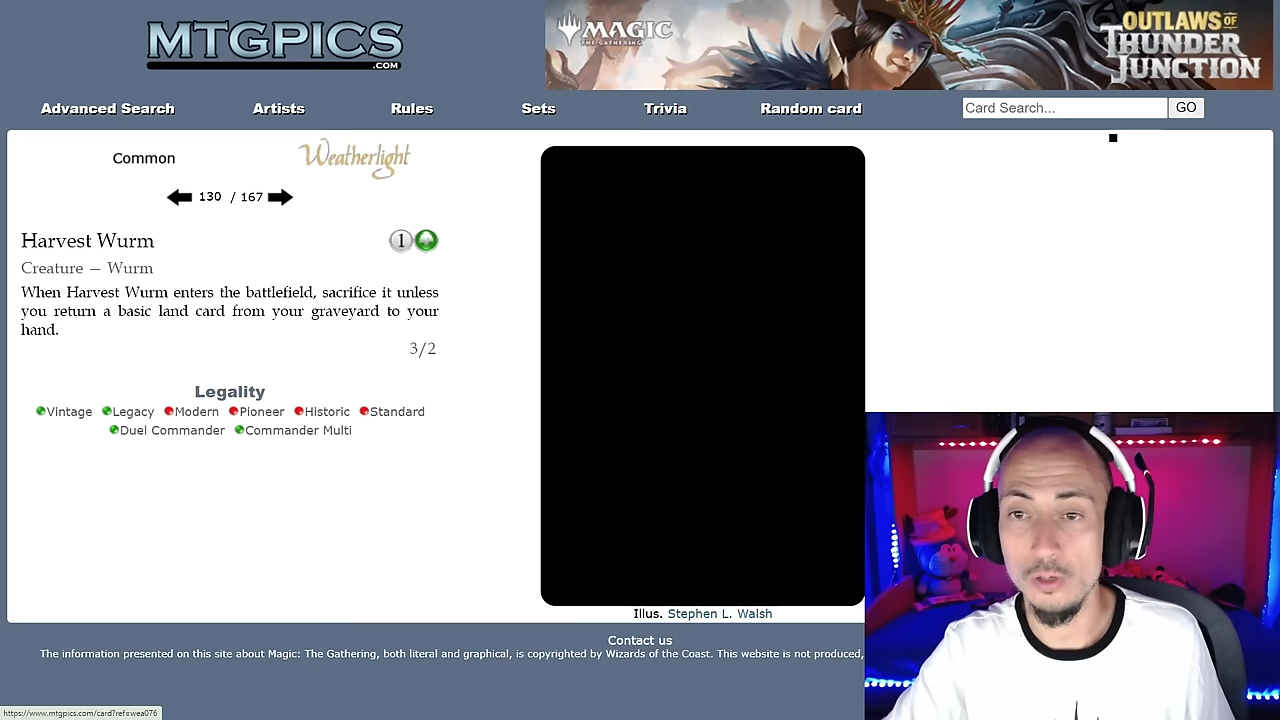 MTGPICS
.COM
MAGIC
THE GATHERING
OUTLAWS OF
THUNDER
JUNCTION
Advanced Search
Artists
Rules
Sets
Trivia
Random card
Card Search...
GO
Common
Weatherlight
130 / 167
Harvest Wurm
1
Creature — Wurm
When Harvest Wurm enters the battlefield, sacrifice it unless
you return a basic land card from your graveyard to your
hand.
3/2
Legality
Vintage Legacy Modern Pioneer Historic Standard
Duel Commander Commander Multi
Illus. Stephen L. Walsh
Contact us
The information presented on this site about Magic: The Gathering, both literal and graphical, is copyrighted by Wizards of the Coast. This website is not produced,
https://www.mtgpics.com/card?ref=wea076